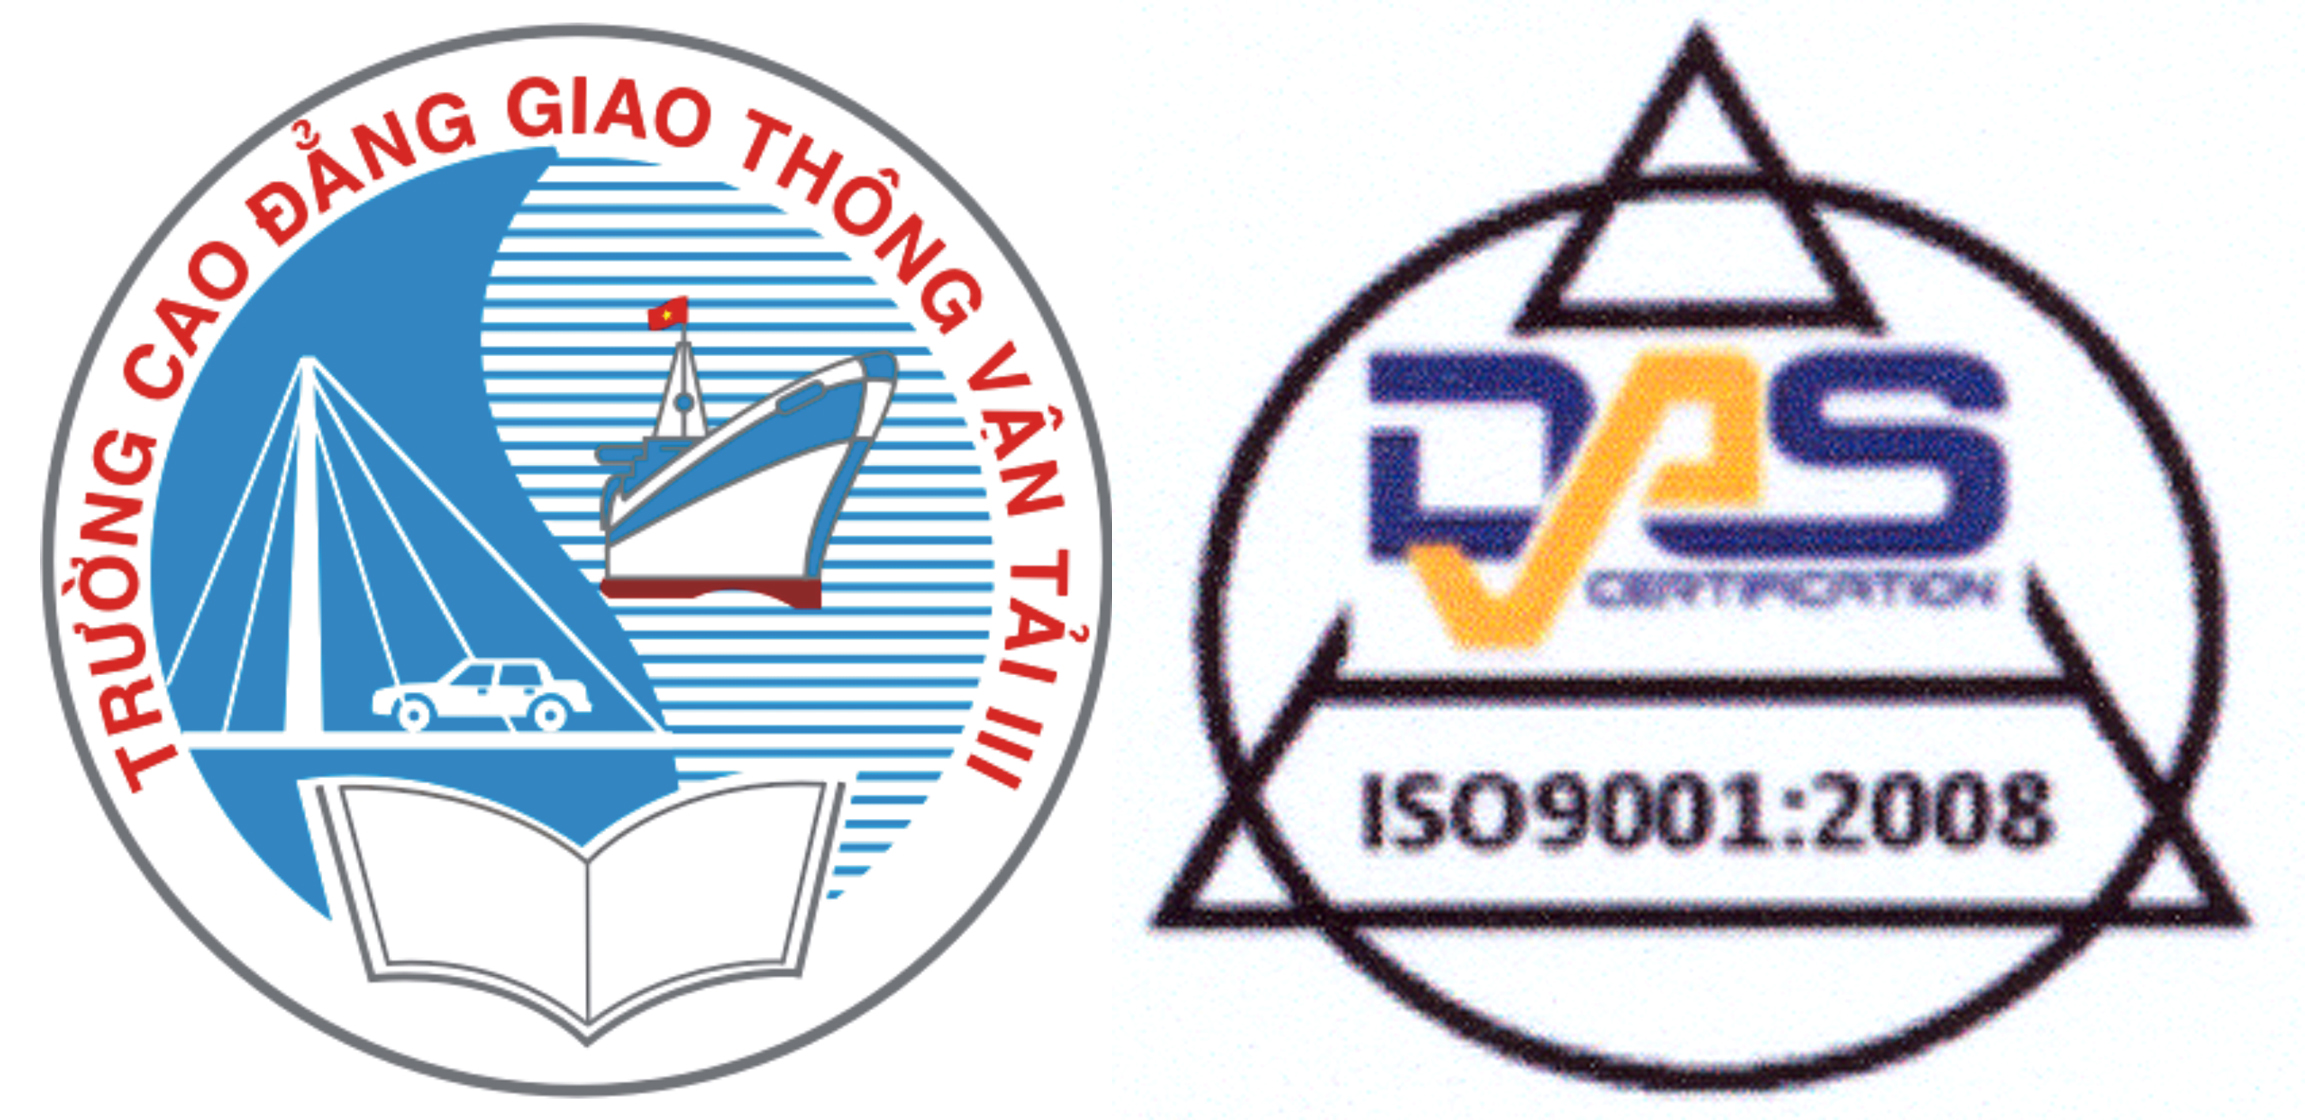 TRƯỜNG CAO ĐẲNG GIAO THÔNG VẬN TẢI III
DAS
CERTIFICATION
ISO9001:2008